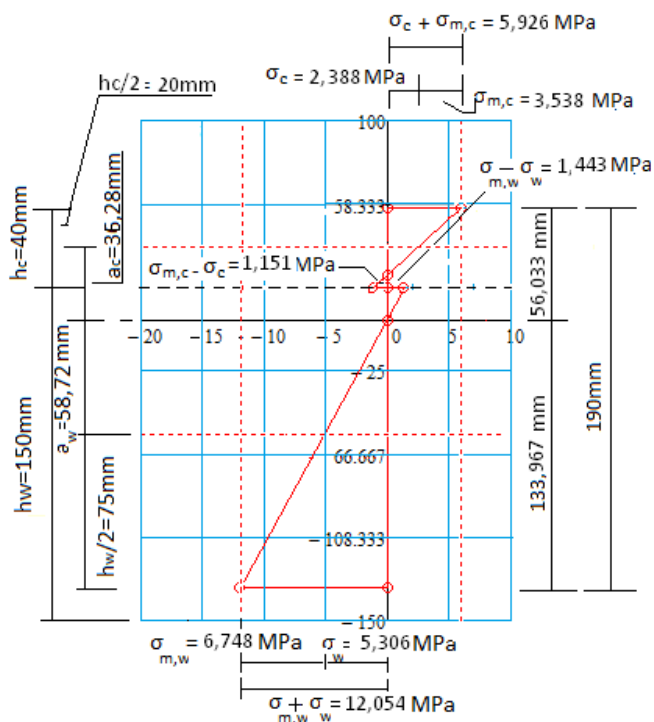 σc + σm,c = 5,926 MPa
σc = 2,388 MPa
σm,c = 3,538 MPa
hc/2 = 20mm
100
σm,w – σw = 1,443 MPa
58.333
hc=40mm
ac=36,28mm
σm,c – σc = 1,151 MPa
56,033 mm
−20 −15 −10 −5 0 5 10
−25
hw=150mm
aw=58,72 mm
−66.667
133,967 mm
190mm
hw/2=75mm
−108.333
−150
σm,w = 6,748 MPa
σw = 5,306 MPa
σm,w + σw = 12,054 MPa